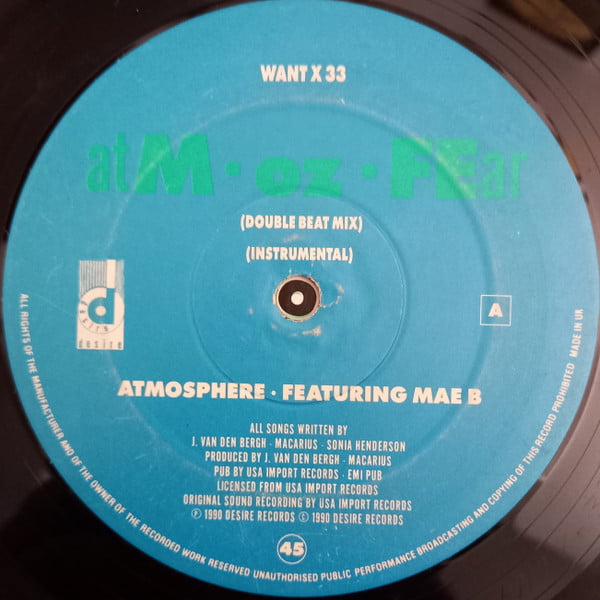 WANT X 33
atM·oz·FEar
(DOUBLE BEAT MIX)
(INSTRUMENTAL)
d
desire
desire
A
ATMOSPHERE · FEATURING MAE B
ALL SONGS WRITTEN BY
J. VAN DEN BERGH - MACARIUS - SONIA HENDERSON
PRODUCED BY J. VAN DEN BERGH - MACARIUS
PUB BY USA IMPORT RECORDS - EMI PUB
LICENSED FROM USA IMPORT RECORDS
ORIGINAL SOUND RECORDING BY USA IMPORT RECORDS
℗ 1990 DESIRE RECORDS © 1990 DESIRE RECORDS
45
ALL RIGHTS OF THE MANUFACTURER AND OF THE OWNER OF THE RECORDED WORK RESERVED UNAUTHORISED PUBLIC PERFORMANCE BROADCASTING AND COPYING OF THIS RECORD PROHIBITED MADE IN UK